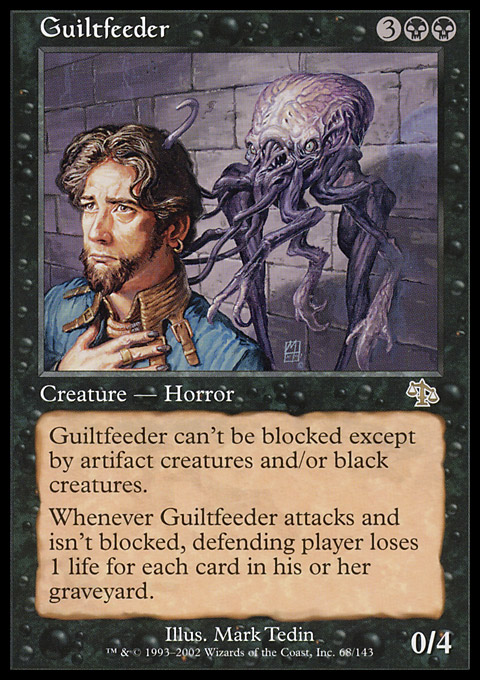 Guiltfeeder 3
Creature — Horror
Guiltfeeder can't be blocked except
by artifact creatures and/or black
creatures.
Whenever Guiltfeeder attacks and
isn't blocked, defending player loses
1 life for each card in his or her
graveyard.
Illus. Mark Tedin
™ & © 1993–2002 Wizards of the Coast, Inc. 68/143
0/4